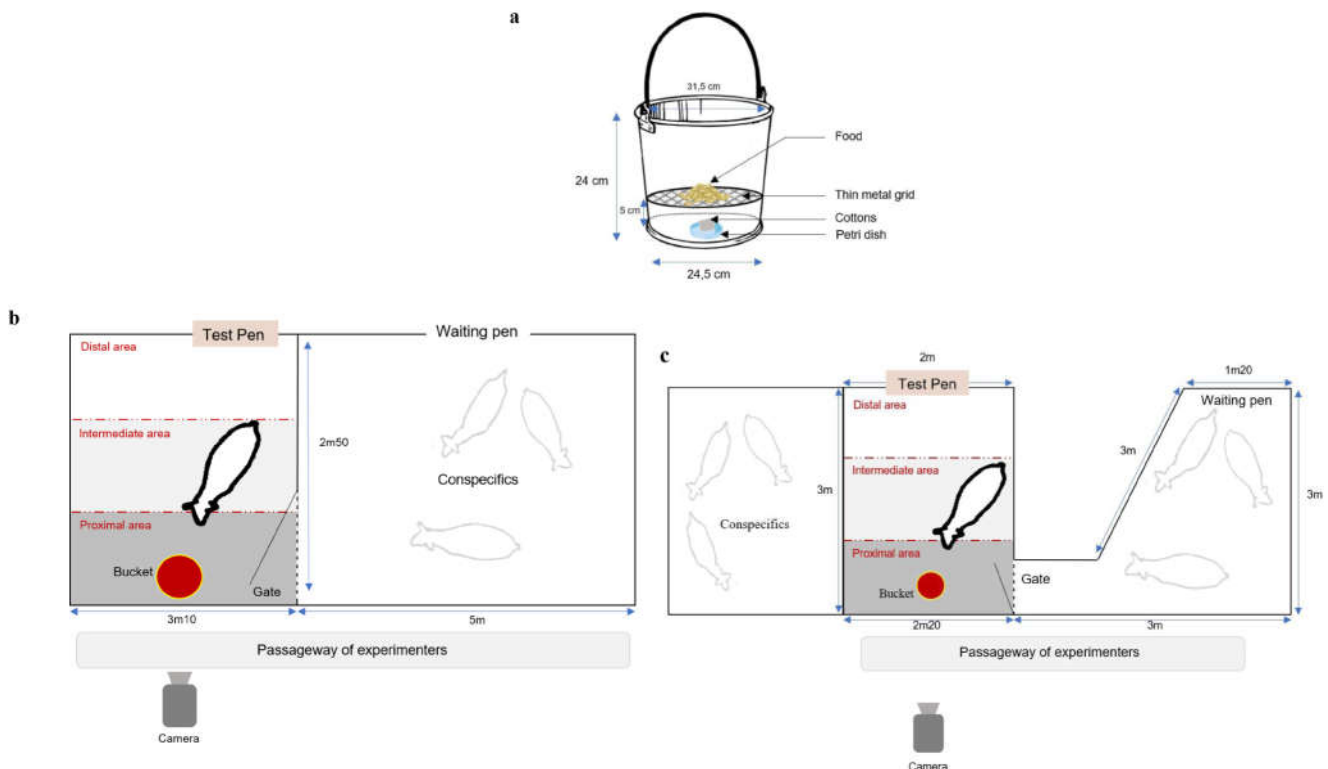 a
31,5 cm
Food
24 cm
Thin metal grid
5 cm
Cottons
Petri dish
24,5 cm
b
Test Pen
Waiting pen
Distal area
Intermediate area
2m50
Conspecifics
Proximal area
Bucket
Gate
3m10
5m
Passageway of experimenters
Camera
c
2m
1m20
Test Pen
Waiting pen
Distal area
3m
Intermediate area
3m
3m
Conspecifics
Proximal area
Gate
Bucket
2m20
3m
Passageway of experimenters
Camera